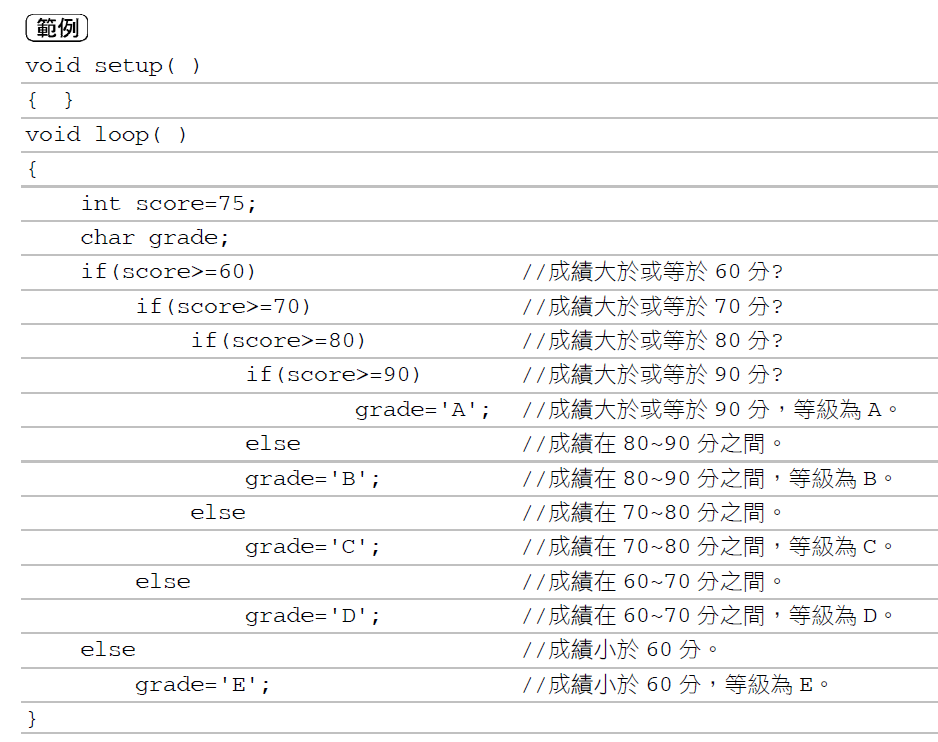 範例
void setup( )
{  }
void loop( )
{
    int score=75;
    char grade;
    if(score>=60)                   //成績大於或等於 60 分?
        if(score>=70)               //成績大於或等於 70 分?
            if(score>=80)           //成績大於或等於 80 分?
                if(score>=90)       //成績大於或等於 90 分?
                        grade='A';  //成績大於或等於 90 分，等級為 A。
                else                //成績在 80~90 分之間。
                grade='B';          //成績在 80~90 分之間，等級為 B。
            else                    //成績在 70~80 分之間。
                grade='C';          //成績在 70~80 分之間，等級為 C。
        else                        //成績在 60~70 分之間。
                grade='D';          //成績在 60~70 分之間，等級為 D。
    else                            //成績小於 60 分。
        grade='E';                  //成績小於 60 分，等級為 E。
}